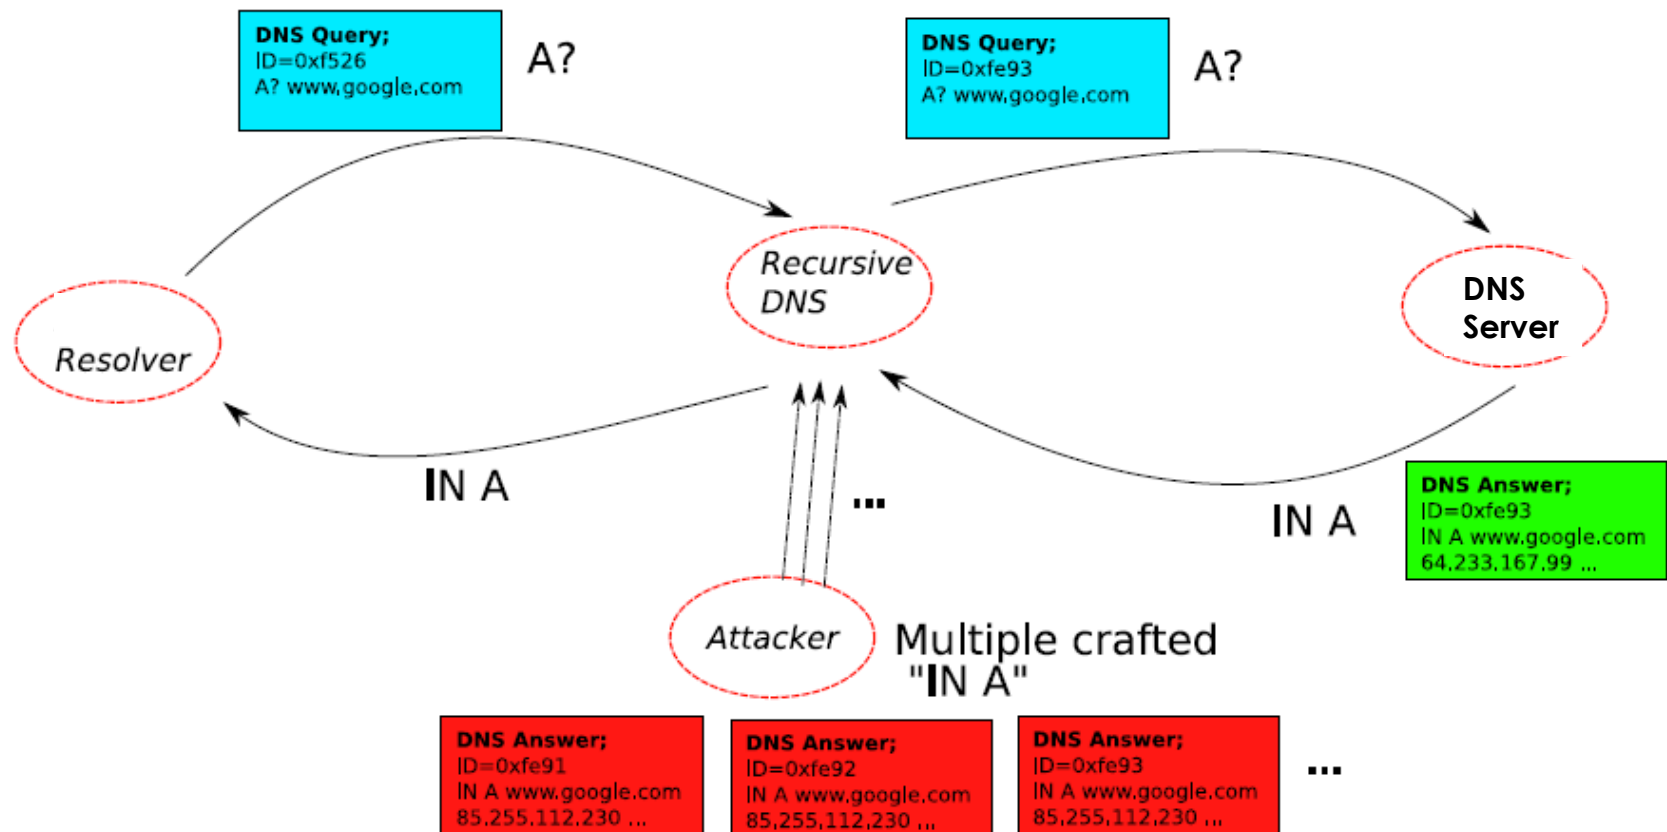 DNS Query;
ID=0xf526
A? www.google.com
A?
DNS Query;
ID=0xfe93
A? www.google.com
A?
Recursive
DNS
DNS
Server
Resolver
IN A
...
IN A
DNS Answer;
ID=0xfe93
IN A www.google.com
64.233.167.99 ...
Attacker
Multiple crafted
"IN A"
DNS Answer;
ID=0xfe91
IN A www.google.com
85.255.112.230 ...
DNS Answer;
ID=0xfe92
IN A www.google.com
85.255.112.230 ...
DNS Answer;
ID=0xfe93
IN A www.google.com
85.255.112.230 ...
...